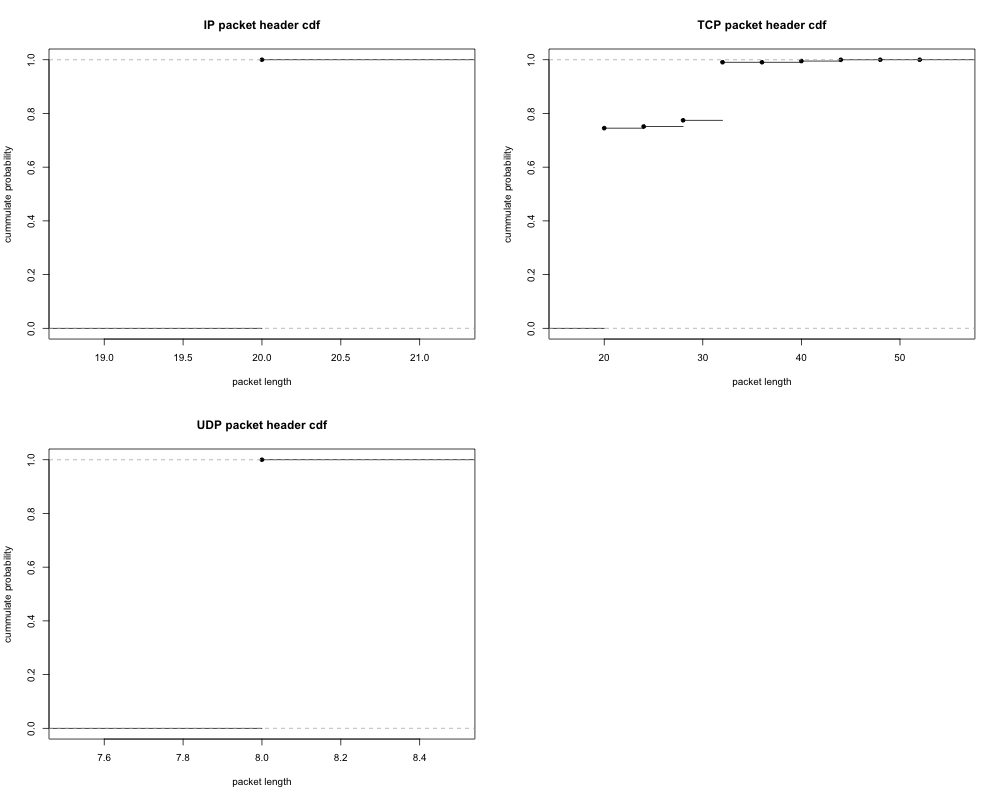 IP packet header cdf
cummulate probability
0.0
0.2
0.4
0.6
0.8
1.0
19.0 19.5 20.0 20.5 21.0
packet length
TCP packet header cdf
cummulate probability
0.0
0.2
0.4
0.6
0.8
1.0
20 30 40 50
packet length
UDP packet header cdf
cummulate probability
0.0
0.2
0.4
0.6
0.8
1.0
7.6 7.8 8.0 8.2 8.4
packet length